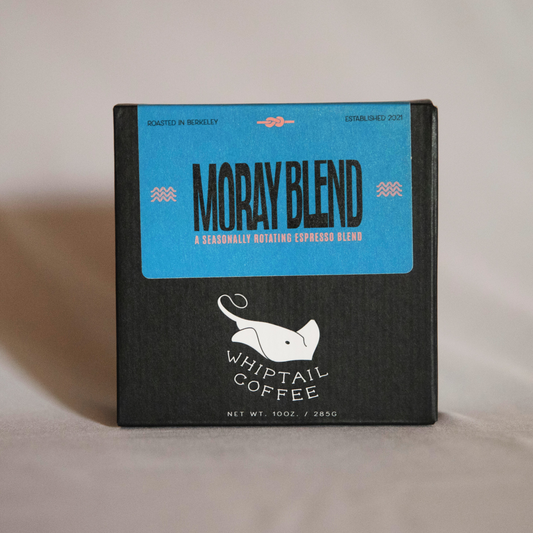 ROASTED IN BERKELEY
ESTABLISHED 2021
MORAY BLEND
A SEASONALLY ROTATING ESPRESSO BLEND
WHIPTAIL
COFFEE
NET WT. 10OZ. / 285G